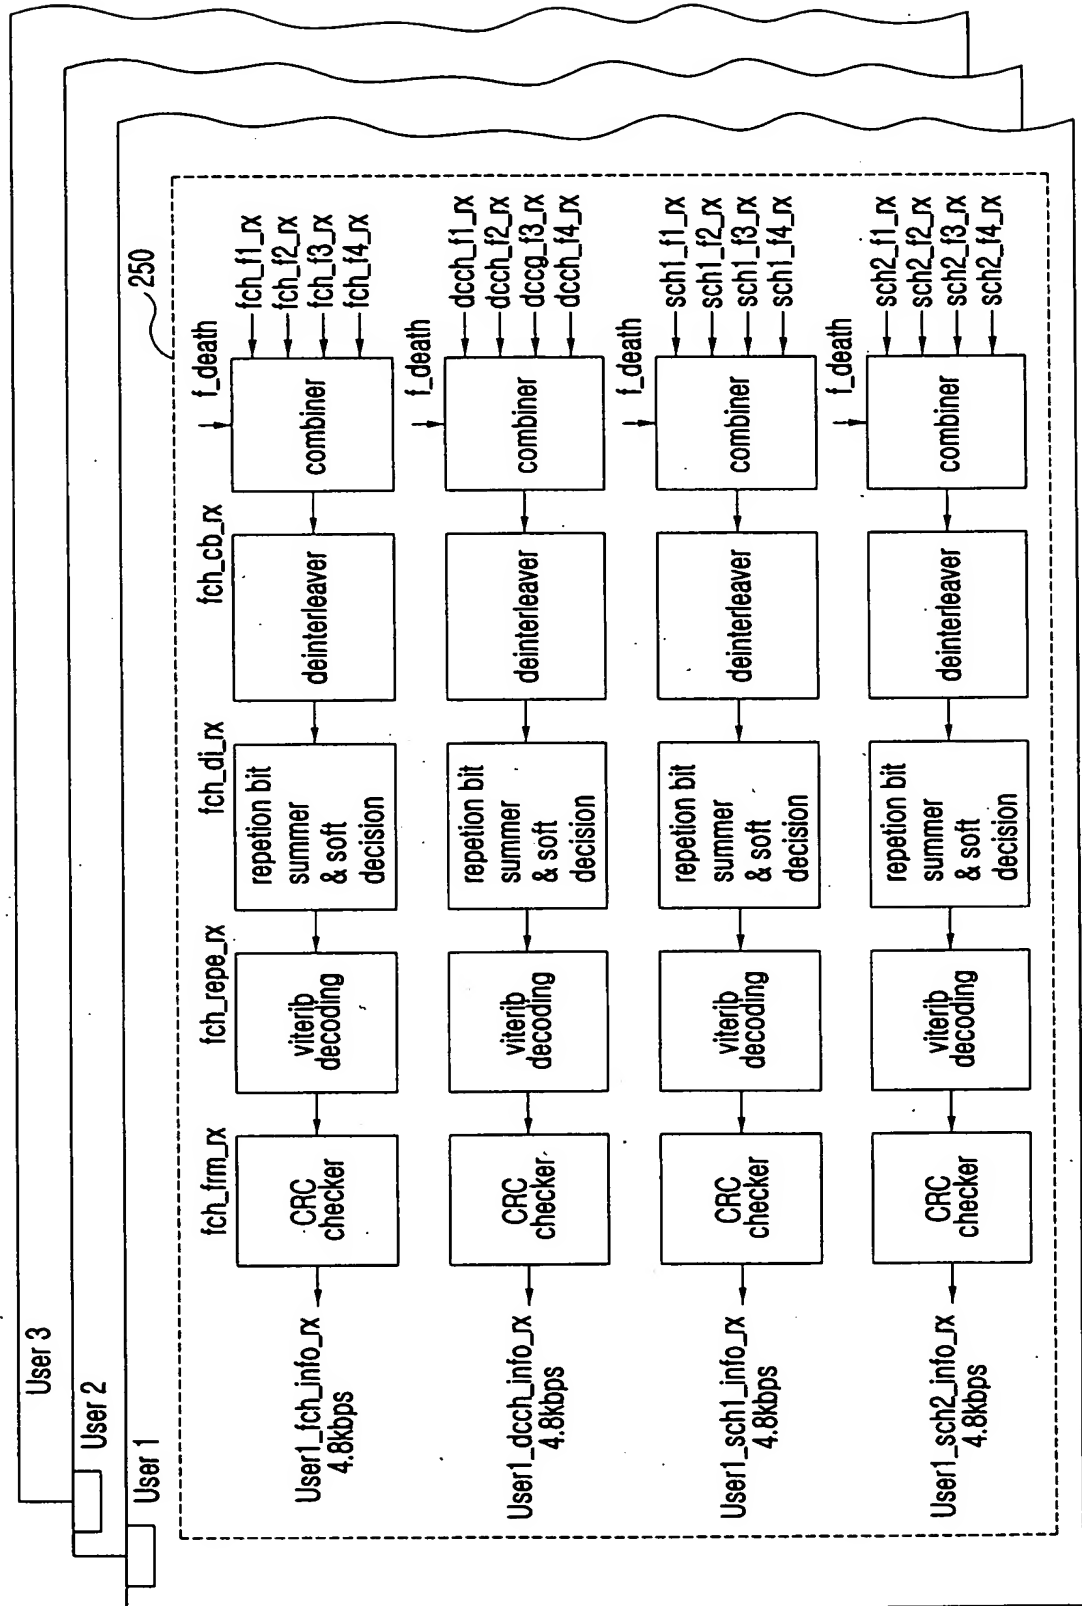 User 3
User 2
User 1
250
fch_frm_rx
fch_repe_rx
fch_di_rx
fch_cb_rx
f_death
User1_fch_info_rx
4.8kbps
CRC
checker
viterib
decoding
repetion bit
summer
& soft
decision
deinterleaver
combiner
fch_f1_rx
fch_f2_rx
fch_f3_rx
fch_f4_rx
f_death
User1_dcch_info_rx
4.8kbps
CRC
checker
viterib
decoding
repetion bit
summer
& soft
decision
deinterleaver
combiner
dcch_f1_rx
dcch_f2_rx
dccg_f3_rx
dcch_f4_rx
f_death
User1_sch1_info_rx
4.8kbps
CRC
checker
viterib
decoding
repetion bit
summer
& soft
decision
deinterleaver
combiner
sch1_f1_rx
sch1_f2_rx
sch1_f3_rx
sch1_f4_rx
f_death
User1_sch2_info_rx
4.8kbps
CRC
checker
viterib
decoding
repetion bit
summer
& soft
decision
deinterleaver
combiner
sch2_f1_rx
sch2_f2_rx
sch2_f3_rx
sch2_f4_rx